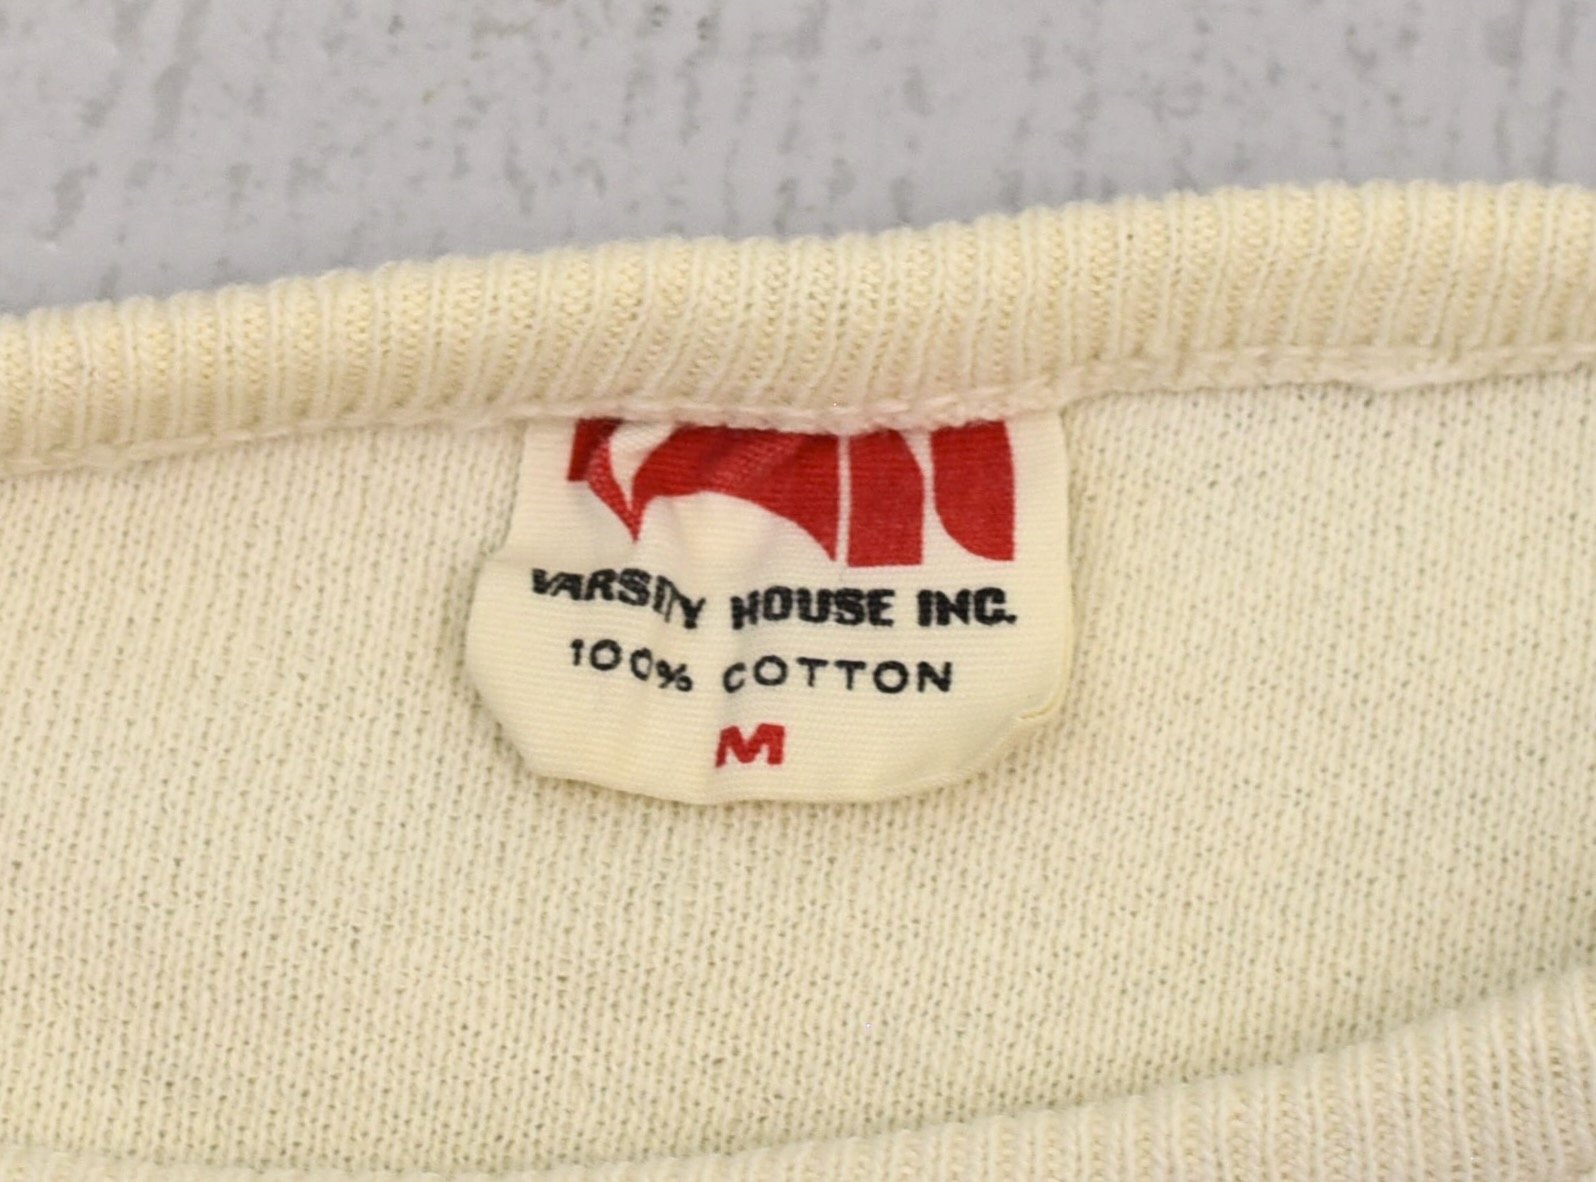 VARSITY HOUSE INC.
100% COTTON
M